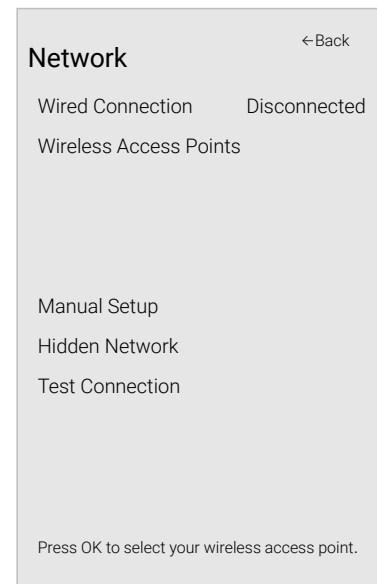 ←Back
Network
Wired Connection Disconnected
Wireless Access Points
Manual Setup
Hidden Network
Test Connection
Press OK to select your wireless access point.